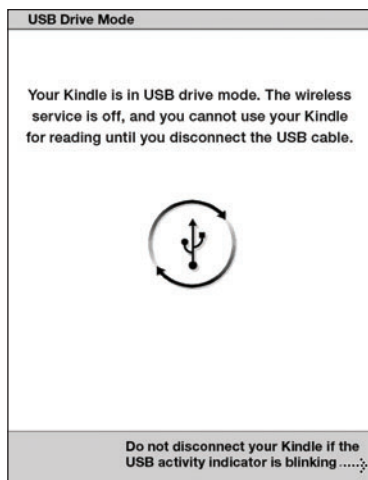 USB Drive Mode
Your Kindle is in USB drive mode. The wireless
service is off, and you cannot use your Kindle
for reading until you disconnect the USB cable.
Do not disconnect your Kindle if the
USB activity indicator is blinking .....